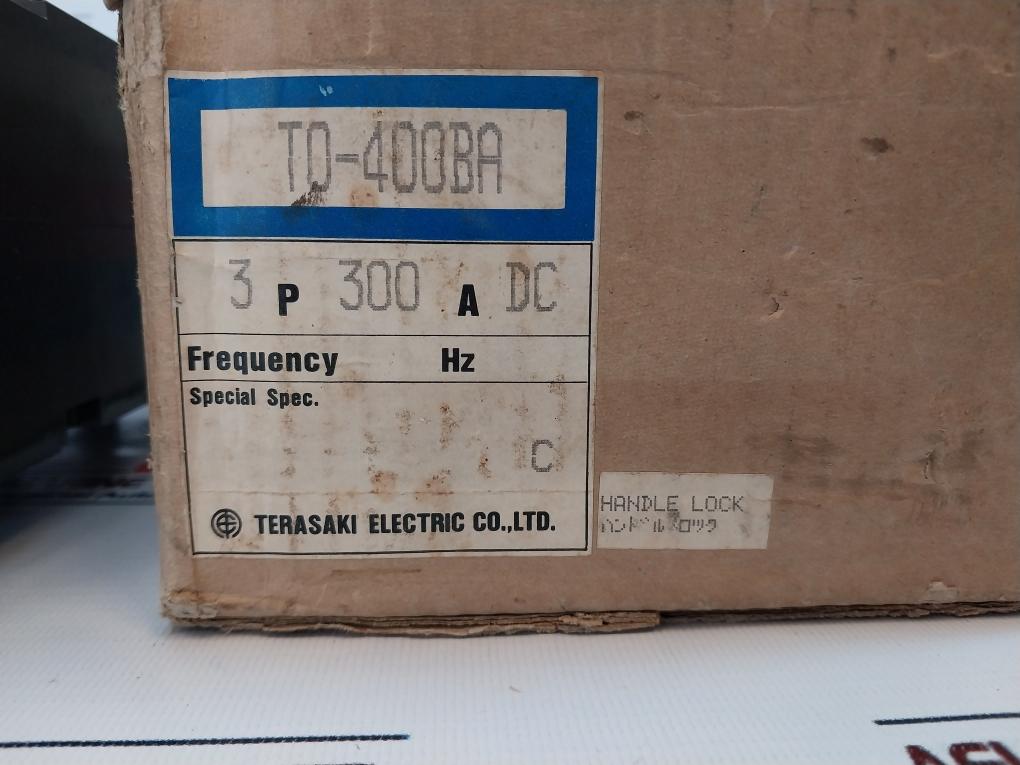 TO-400BA
3 P 300 A DC
Frequency Hz
Special Spec.
C
TERASAKI ELECTRIC CO.,LTD.
HANDLE LOCK
ハンドル ロック